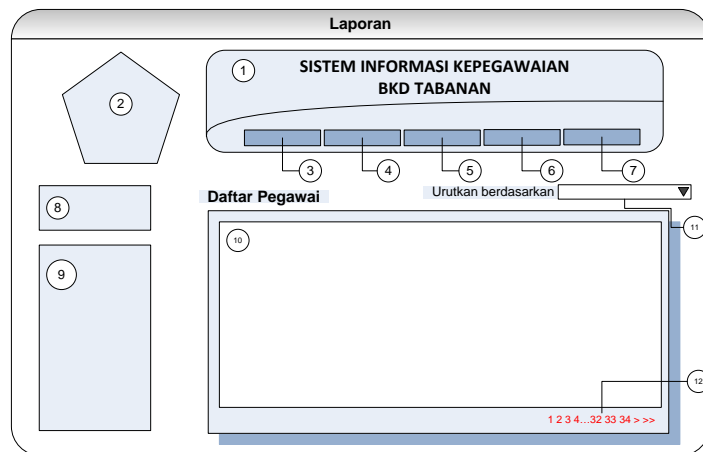 Laporan
1
SISTEM INFORMASI KEPEGAWAIAN
BKD TABANAN
2
3
4
5
6
7
8
Daftar Pegawai
Urutkan berdasarkan
11
10
9
12
1 2 3 4...32 33 34 > >>